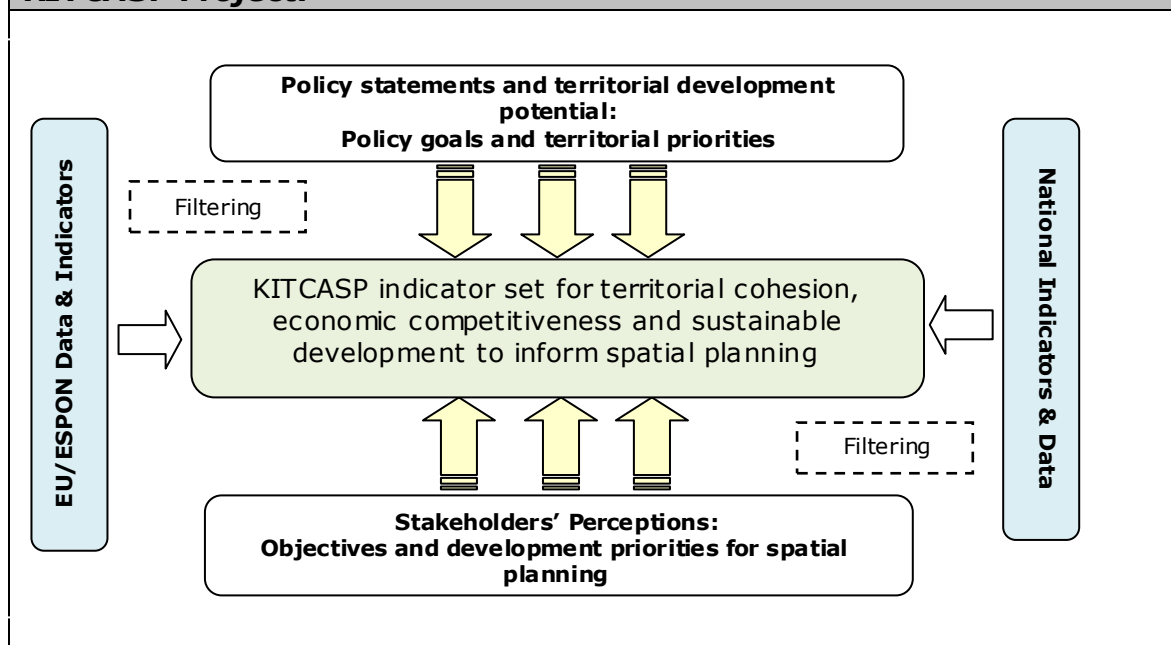 KITCASP Project:
Policy statements and territorial development
potential:
Policy goals and territorial priorities
EU/ESPON Data & Indicators
Filtering
National Indicators & Data
KITCASP indicator set for territorial cohesion,
economic competitiveness and sustainable
development to inform spatial planning
Filtering
Stakeholders’ Perceptions:
Objectives and development priorities for spatial
planning